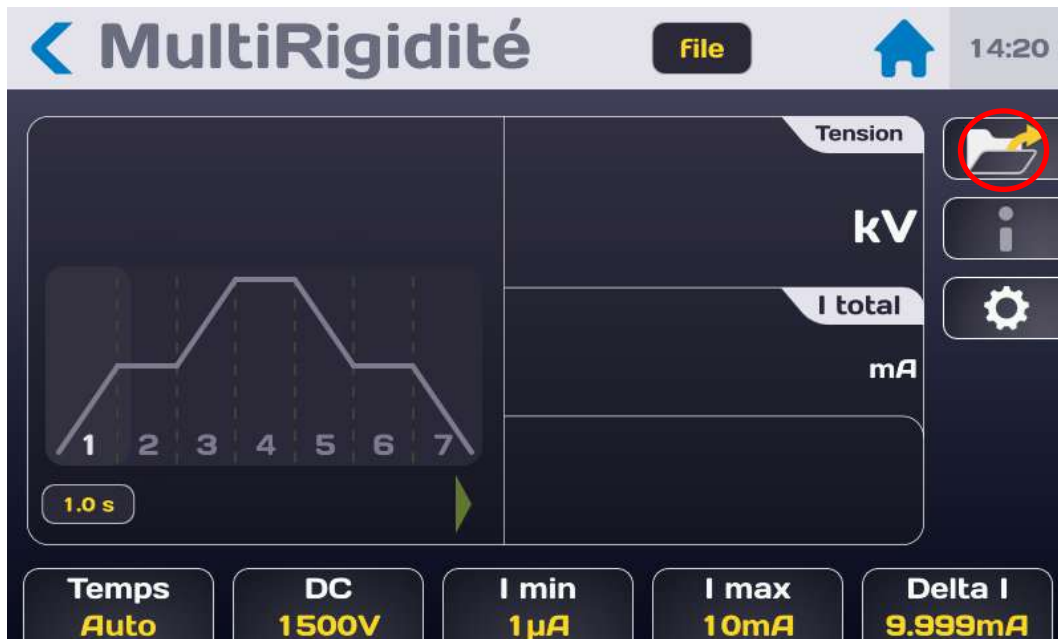 MultiRigidité
File
14:20
Tension
kV
I total
mA
1 2 3 4 5 6 7
1.0 s
Temps
Auto
DC
1500V
I min
1µA
I max
10mA
Delta I
9.999mA